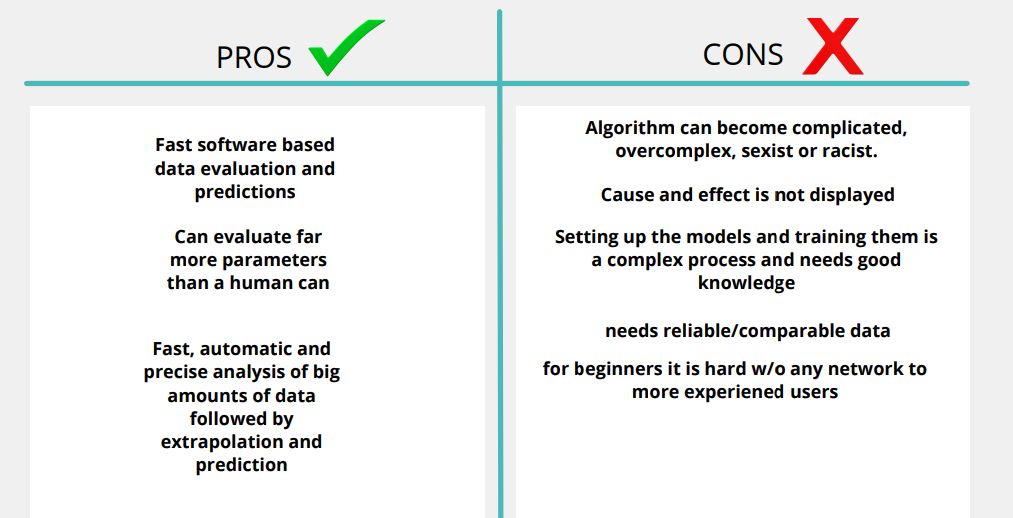 PROS
CONS
Fast software based
data evaluation and
predictions
Can evaluate far
more parameters
than a human can
Fast, automatic and
precise analysis of big
amounts of data
followed by
extrapolation and
prediction
Algorithm can become complicated,
overcomplex, sexist or racist.
Cause and effect is not displayed
Setting up the models and training them is
a complex process and needs good
knowledge
needs reliable/comparable data
for beginners it is hard w/o any network to
more experiened users